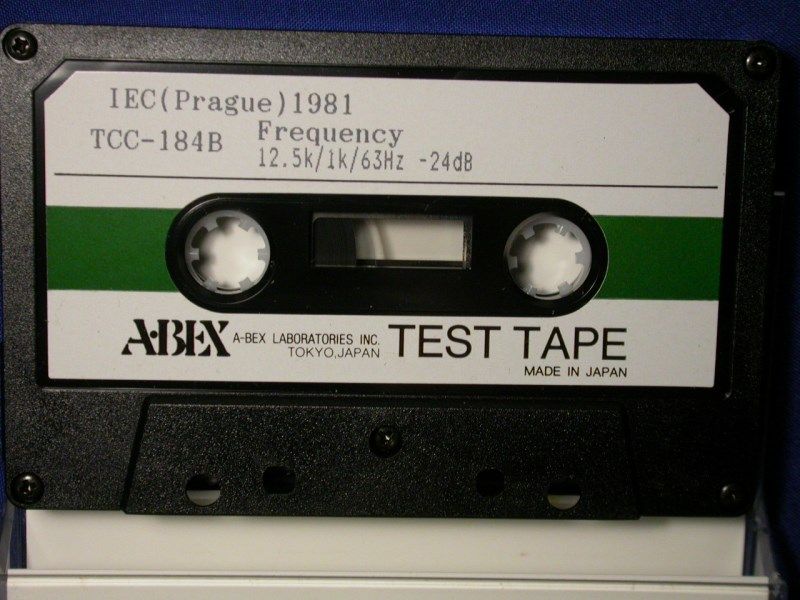 IEC(Prague)1981
TCC-184B Frequency
12.5k/1k/63Hz -24dB
A·BEX A-BEX LABORATORIES INC. TEST TAPE
TOKYO,JAPAN
MADE IN JAPAN